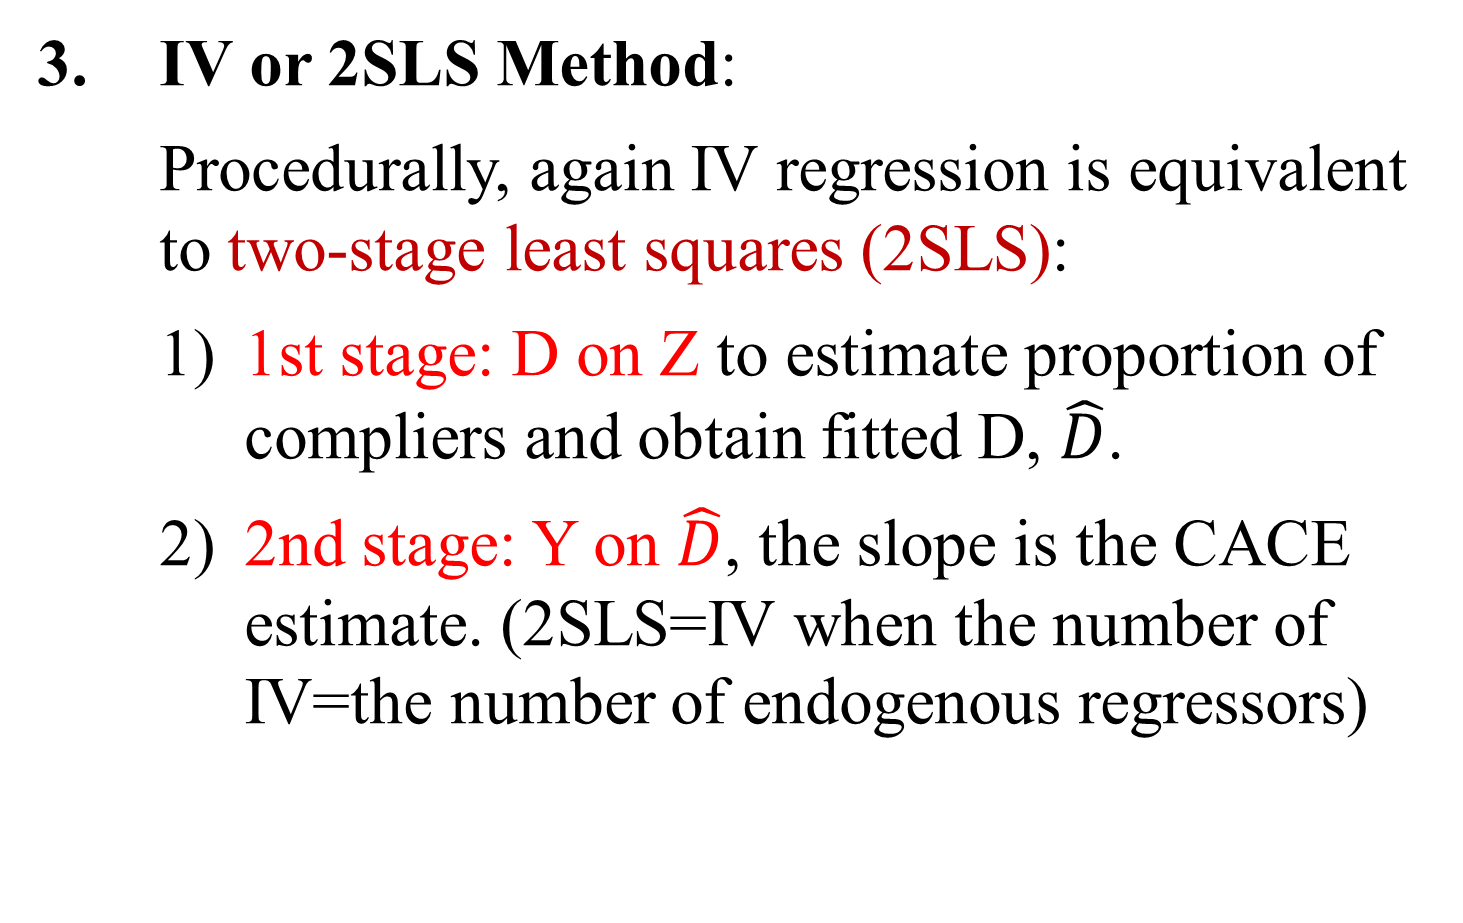 3. IV or 2SLS Method:
Procedurally, again IV regression is equivalent
to two-stage least squares (2SLS):
1) 1st stage: D on Z to estimate proportion of
compliers and obtain fitted D, D̂.
2) 2nd stage: Y on D̂, the slope is the CACE
estimate. (2SLS=IV when the number of
IV=the number of endogenous regressors)